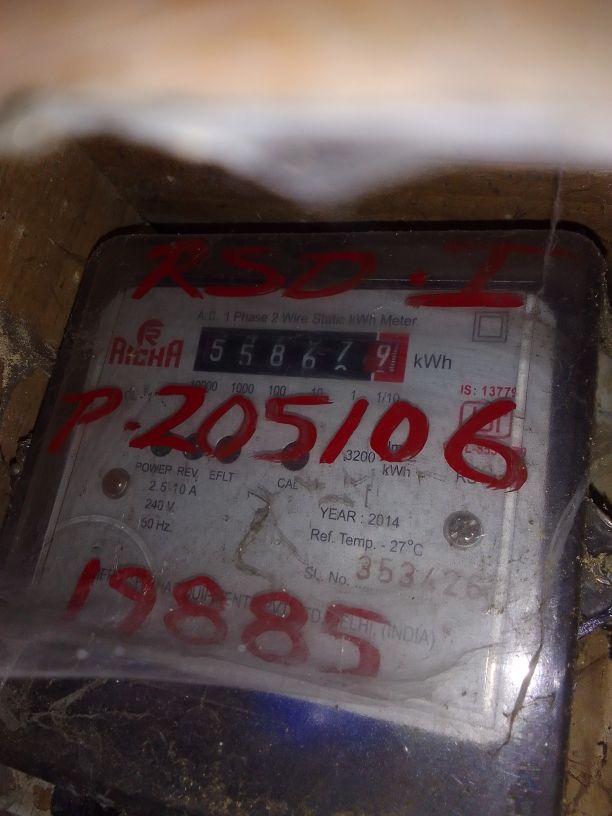 RSD.I
A.C. 1 Phase 2 Wire Static kWh Meter
RICHA
558679 kWh
10000 1000 100 10 1 1/10
IS: 13779
P.205106
3200
kWh
POWER REV EFLT CAL
2.5-10 A
240 V
50 Hz.
YEAR : 2014
Ref. Temp. - 27°C
SL. No. 353426
19885
DELHI, (INDIA)